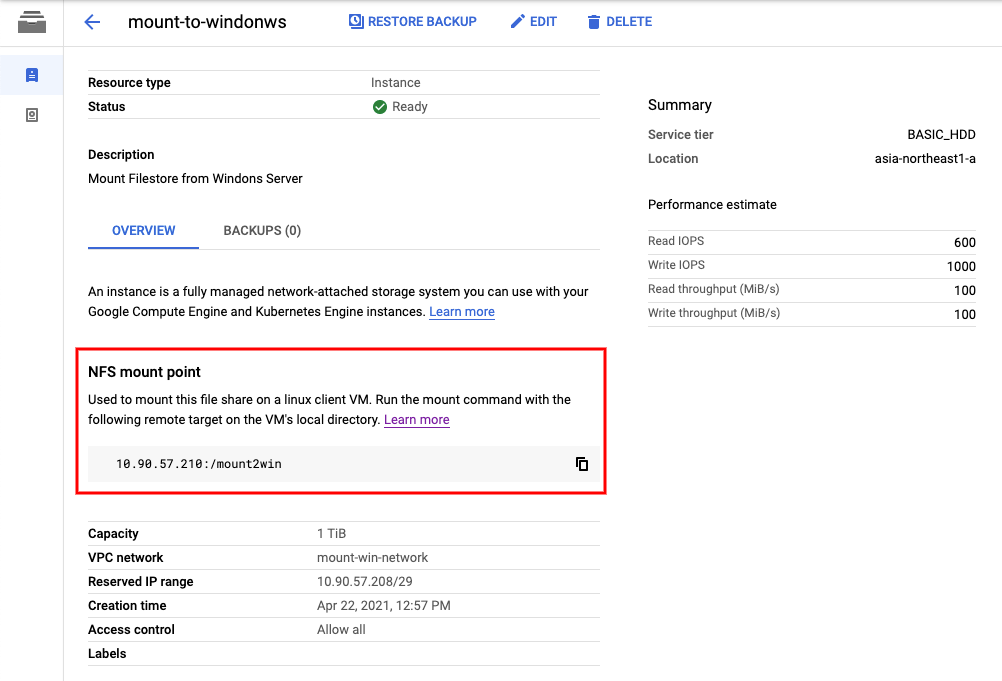 mount-to-windonws
RESTORE BACKUP
EDIT
DELETE
Resource type Instance
Status Ready
Description
Mount Filestore from Windons Server
OVERVIEW
BACKUPS (0)
An instance is a fully managed network-attached storage system you can use with your
Google Compute Engine and Kubernetes Engine instances. Learn more
NFS mount point
Used to mount this file share on a linux client VM. Run the mount command with the
following remote target on the VM's local directory. Learn more
10.90.57.210:/mount2win
Capacity 1 TiB
VPC network mount-win-network
Reserved IP range 10.90.57.208/29
Creation time Apr 22, 2021, 12:57 PM
Access control Allow all
Labels
Summary
Service tier BASIC_HDD
Location asia-northeast1-a
Performance estimate
Read IOPS 600
Write IOPS 1000
Read throughput (MiB/s) 100
Write throughput (MiB/s) 100